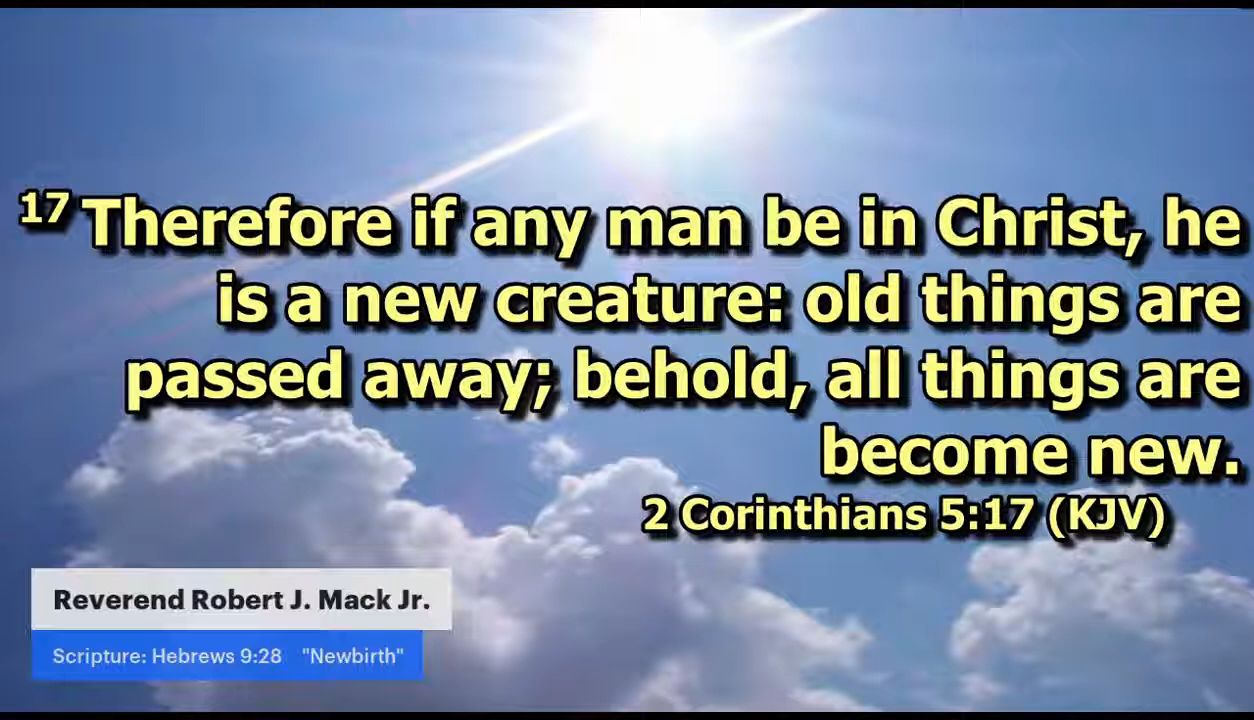 17 Therefore if any man be in Christ, he
is a new creature: old things are
passed away; behold, all things are
become new.
2 Corinthians 5:17 (KJV)
Reverend Robert J. Mack Jr.
Scripture: Hebrews 9:28 "Newbirth"